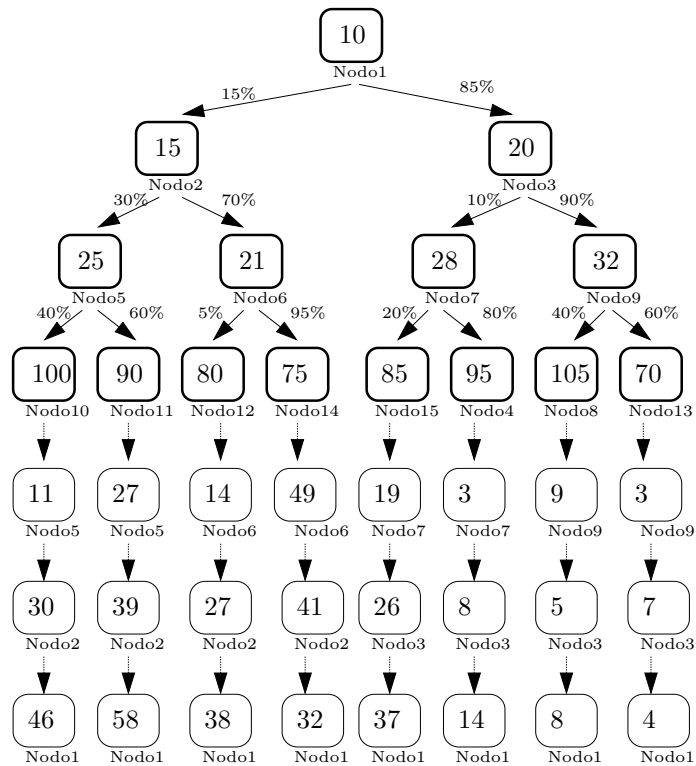 10
Nodo1
15% 85%
15 20
Nodo2 Nodo3
30% 70% 10% 90%
25 21 28 32
Nodo5 Nodo6 Nodo7 Nodo9
40% 60% 5% 95% 20% 80% 40% 60%
100 90 80 75 85 95 105 70
Nodo10 Nodo11 Nodo12 Nodo14 Nodo15 Nodo4 Nodo8 Nodo13
11 27 14 49 19 3 9 3
Nodo5 Nodo5 Nodo6 Nodo6 Nodo7 Nodo7 Nodo9 Nodo9
30 39 27 41 26 8 5 7
Nodo2 Nodo2 Nodo2 Nodo2 Nodo3 Nodo3 Nodo3 Nodo3
46 58 38 32 37 14 8 4
Nodo1 Nodo1 Nodo1 Nodo1 Nodo1 Nodo1 Nodo1 Nodo1